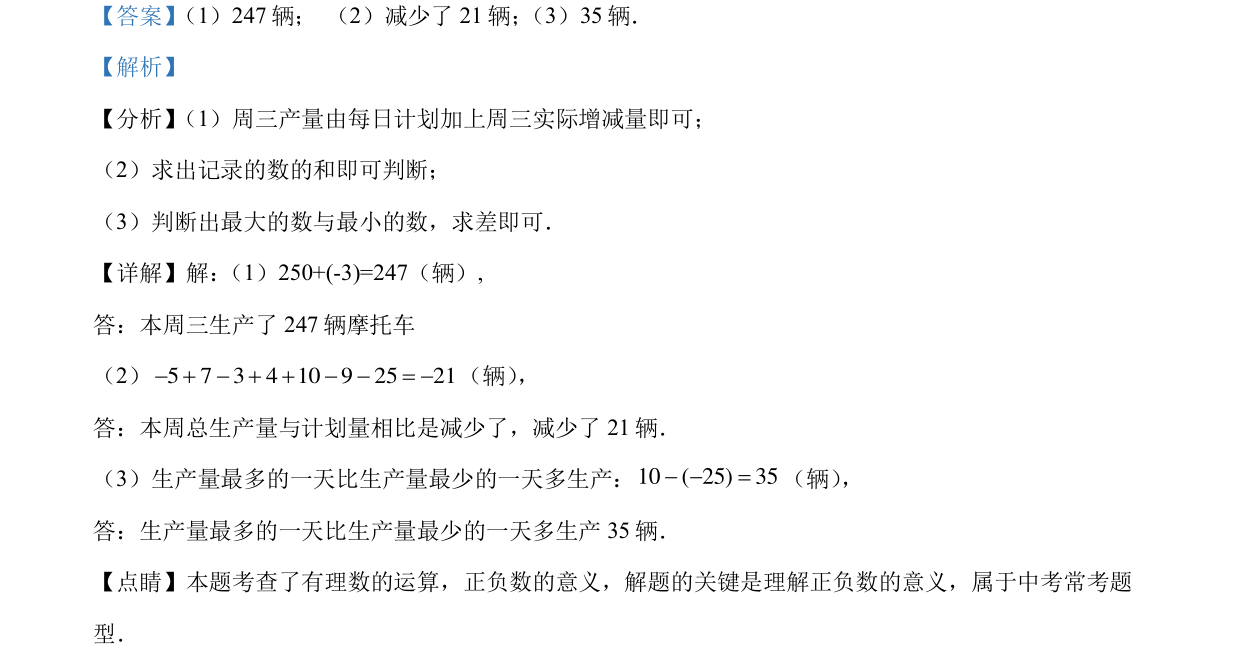 【答案】（1）247 辆； （2）减少了 21 辆；（3）35 辆．
【解析】
【分析】（1）周三产量由每日计划加上周三实际增减量即可；
（2）求出记录的数的和即可判断；
（3）判断出最大的数与最小的数，求差即可．
【详解】解：（1）250+(-3)=247（辆）,
答：本周三生产了 247 辆摩托车
（2）−5+7−3+4+10−9−25=−21（辆），
答：本周总生产量与计划量相比是减少了，减少了 21 辆．
（3）生产量最多的一天比生产量最少的一天多生产：10−(−25)=35（辆），
答：生产量最多的一天比生产量最少的一天多生产 35 辆．
【点睛】本题考查了有理数的运算，正负数的意义，解题的关键是理解正负数的意义，属于中考常考题
型．